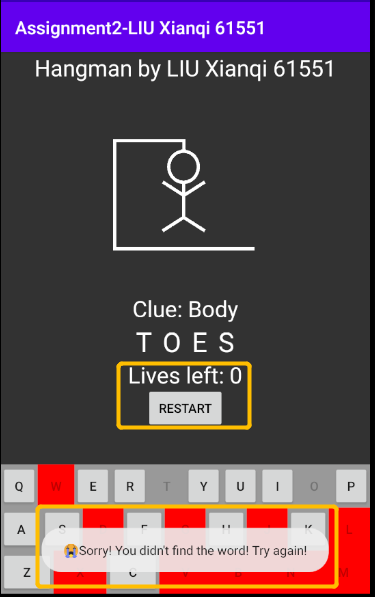 Assignment2-LIU Xianqi 61551
Hangman by LIU Xianqi 61551
Clue: Body
T O E S
Lives left: 0
RESTART
Q W E R T Y U I O P
A S F H K L
😭Sorry! You didn't find the word! Try again!
Z X C V B N M